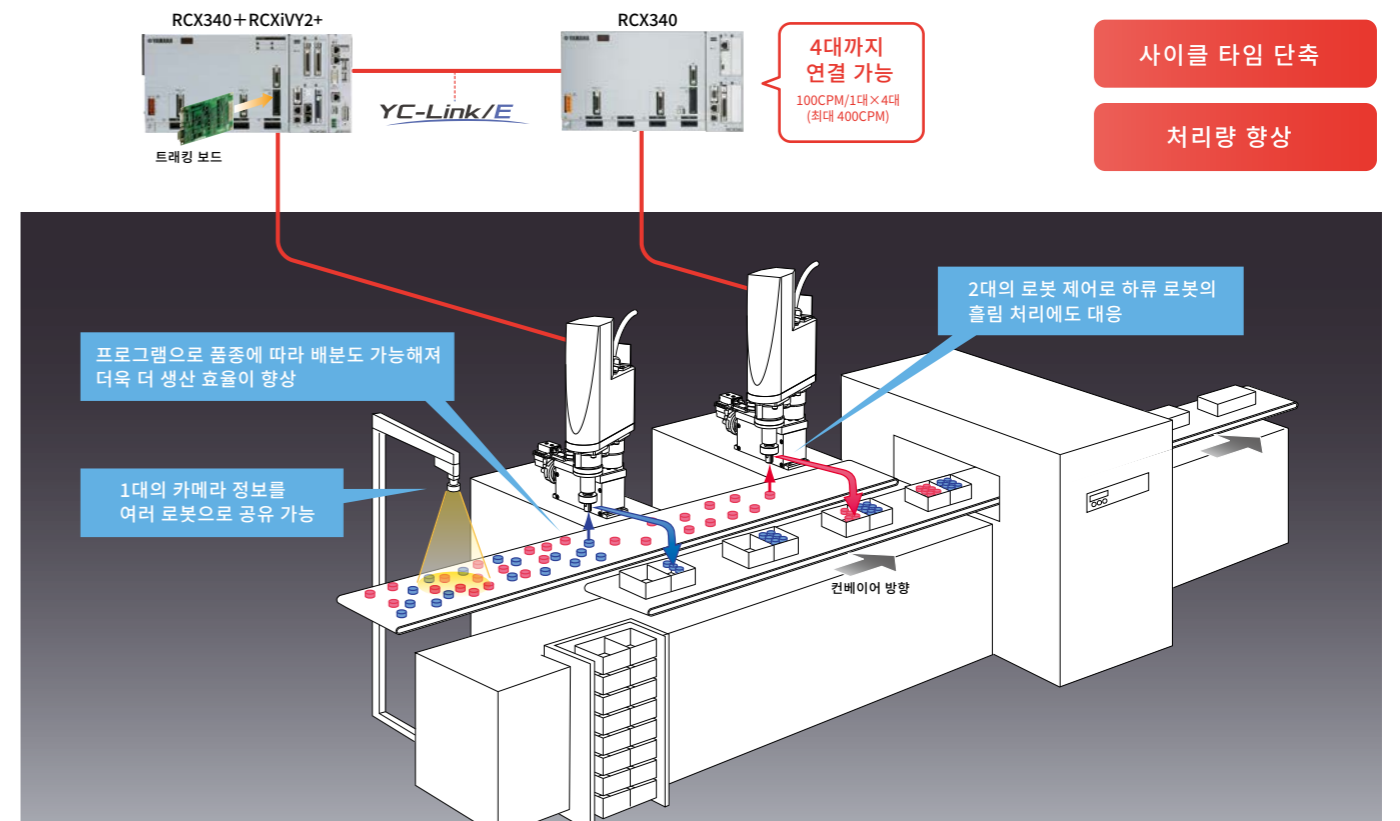 RCX340+RCXiVY2+
RCX340
YAMAHA
YAMAHA
4대까지
연결 가능
100CPM/1대×4대
(최대 400CPM)
사이클 타임 단축
처리량 향상
YC-Link/E
트래킹 보드
2대의 로봇 제어로 하류 로봇의
흘림 처리에도 대응
프로그램으로 품종에 따라 배분도 가능해져
더욱 더 생산 효율이 향상
1대의 카메라 정보를
여러 로봇으로 공유 가능
컨베이어 방향